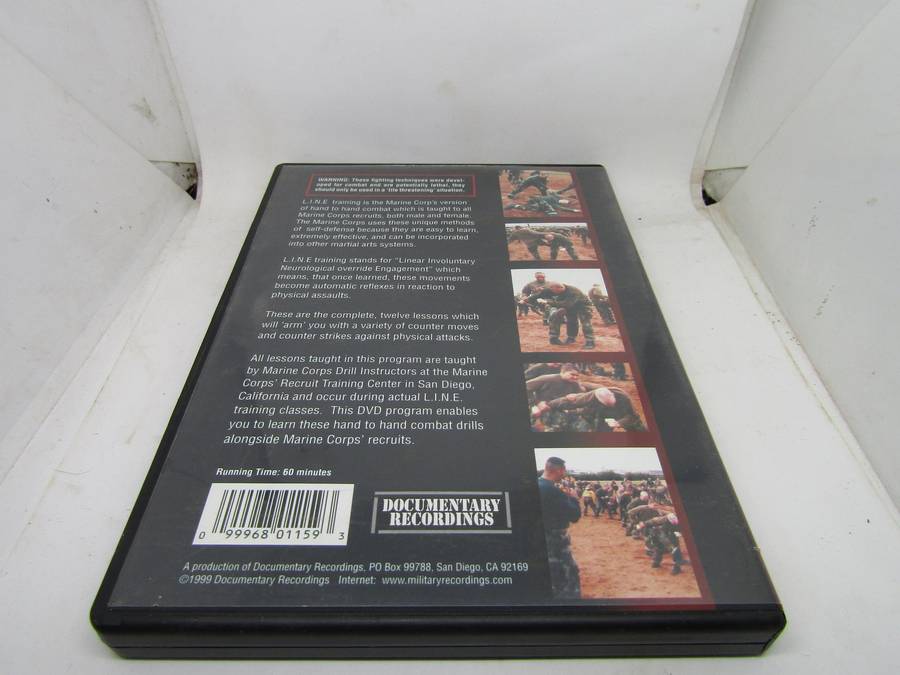 WARNING: These fighting techniques were devel-
oped for combat and are potentially lethal, they
should only be used in a 'life threatening' situation.
L.I.N.E training is the Marine Corp's version
of hand to hand combat which is taught to all
Marine Corps recruits, both male and female.
The Marine Corps uses these unique methods
of self-defense because they are easy to learn,
extremely effective, and can be incorporated
into other martial arts systems.
L.I.N.E training stands for "Linear Involuntary
Neurological override Engagement" which
means, that once learned, these movements
become automatic reflexes in reaction to
physical assaults.
These are the complete, twelve lessons which
will 'arm' you with a variety of counter moves
and counter strikes against physical attacks.
All lessons taught in this program are taught
by Marine Corps Drill Instructors at the Marine
Corps' Recruit Training Center in San Diego,
California and occur during actual L.I.N.E.
training classes. This DVD program enables
you to learn these hand to hand combat drills
alongside Marine Corps' recruits.
Running Time: 60 minutes
0 99968 01159 3
DOCUMENTARY
RECORDINGS
A production of Documentary Recordings, PO Box 99788, San Diego, CA 92169
©1999 Documentary Recordings Internet: www.militaryrecordings.com